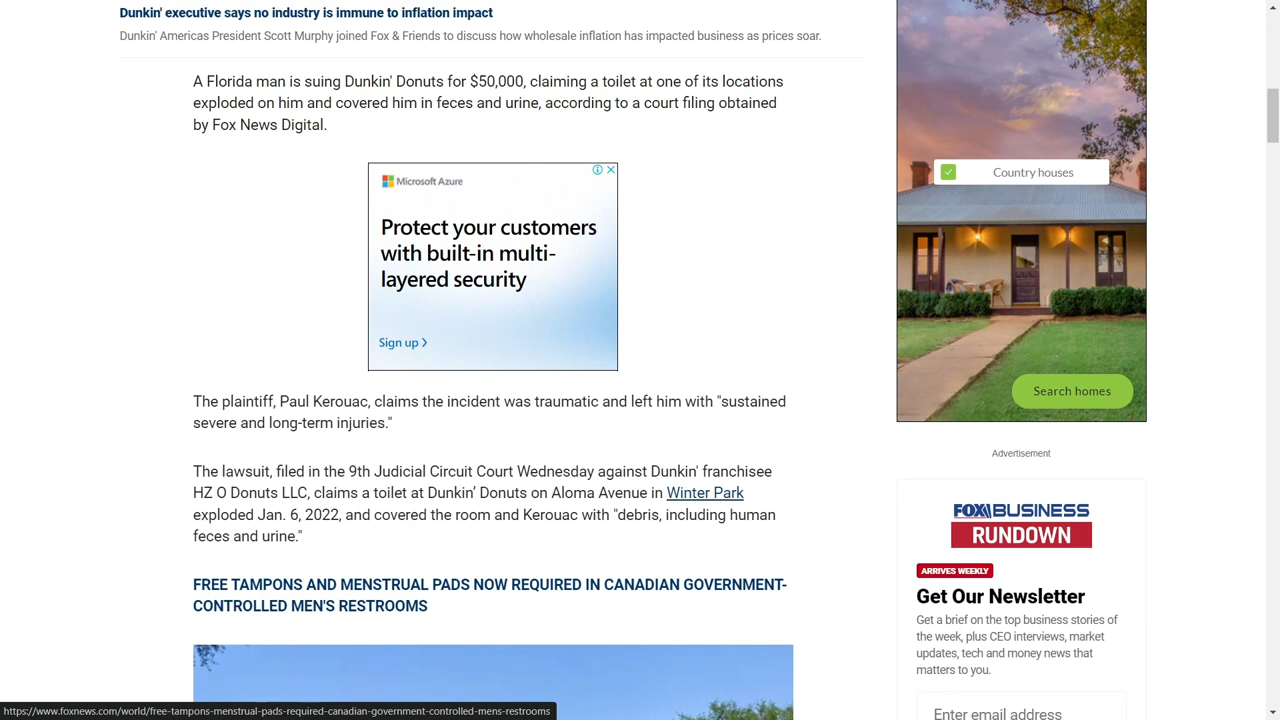 Dunkin' executive says no industry is immune to inflation impact
Dunkin' Americas President Scott Murphy joined Fox & Friends to discuss how wholesale inflation has impacted business as prices soar.
A Florida man is suing Dunkin' Donuts for $50,000, claiming a toilet at one of its locations
exploded on him and covered him in feces and urine, according to a court filing obtained
by Fox News Digital.
Microsoft Azure
Protect your customers
with built-in multi-
layered security
Sign up >
The plaintiff, Paul Kerouac, claims the incident was traumatic and left him with "sustained
severe and long-term injuries."
The lawsuit, filed in the 9th Judicial Circuit Court Wednesday against Dunkin' franchisee
HZ O Donuts LLC, claims a toilet at Dunkin’ Donuts on Aloma Avenue in Winter Park
exploded Jan. 6, 2022, and covered the room and Kerouac with "debris, including human
feces and urine."
FREE TAMPONS AND MENSTRUAL PADS NOW REQUIRED IN CANADIAN GOVERNMENT-
CONTROLLED MEN'S RESTROOMS
https://www.foxnews.com/world/free-tampons-menstrual-pads-required-canadian-government-controlled-mens-restrooms
Country houses
Search homes
Advertisement
FOX BUSINESS
RUNDOWN
ARRIVES WEEKLY
Get Our Newsletter
Get a brief on the top business stories of
the week, plus CEO interviews, market
updates, tech and money news that
matters to you.
Enter email address